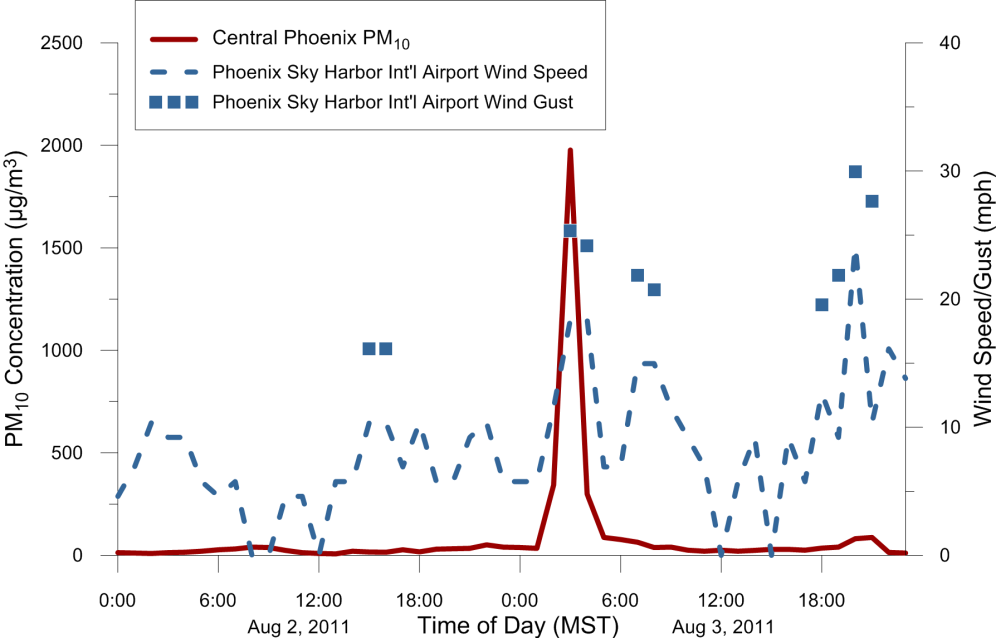 Central Phoenix PM10
Phoenix Sky Harbor Int'l Airport Wind Speed
Phoenix Sky Harbor Int'l Airport Wind Gust
PM10 Concentration (µg/m3)
2500
2000
1500
1000
500
0
40
30
20
10
0
Wind Speed/Gust (mph)
0:00 6:00 12:00 18:00 0:00 6:00 12:00 18:00
Aug 2, 2011 Time of Day (MST) Aug 3, 2011